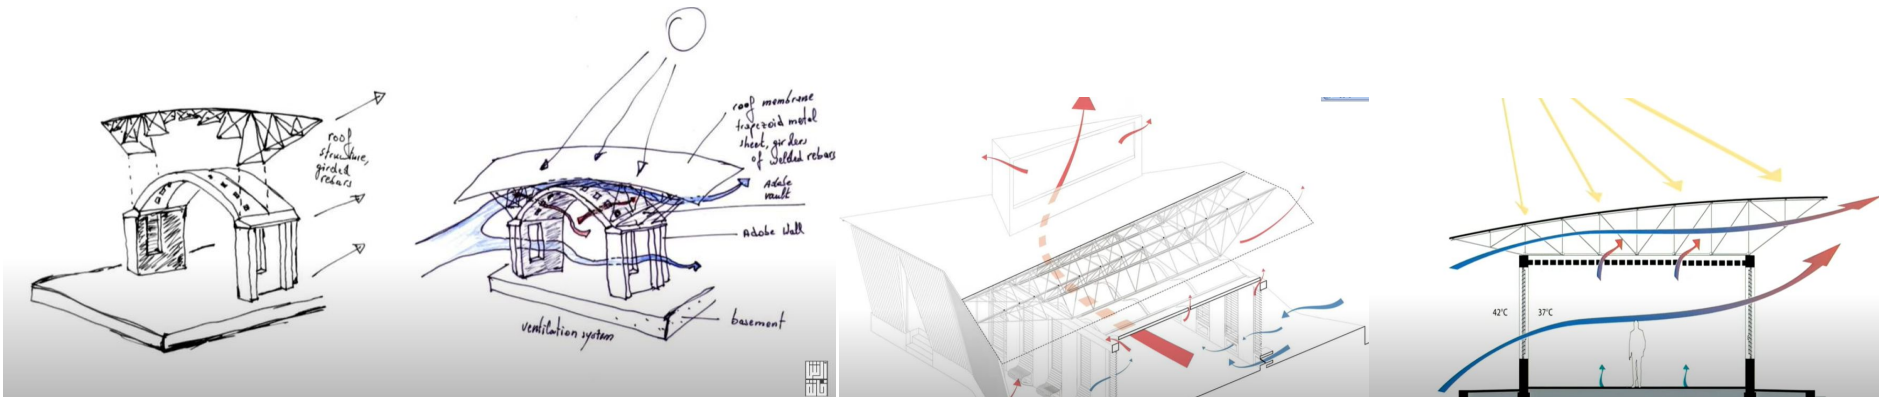 roof
structure,
girded
rebars
roof membrane
trapezoid metal
sheet, girders
of welded rebars
Adobe
vault
Adobe Wall
basement
ventilation system
42°C
37°C